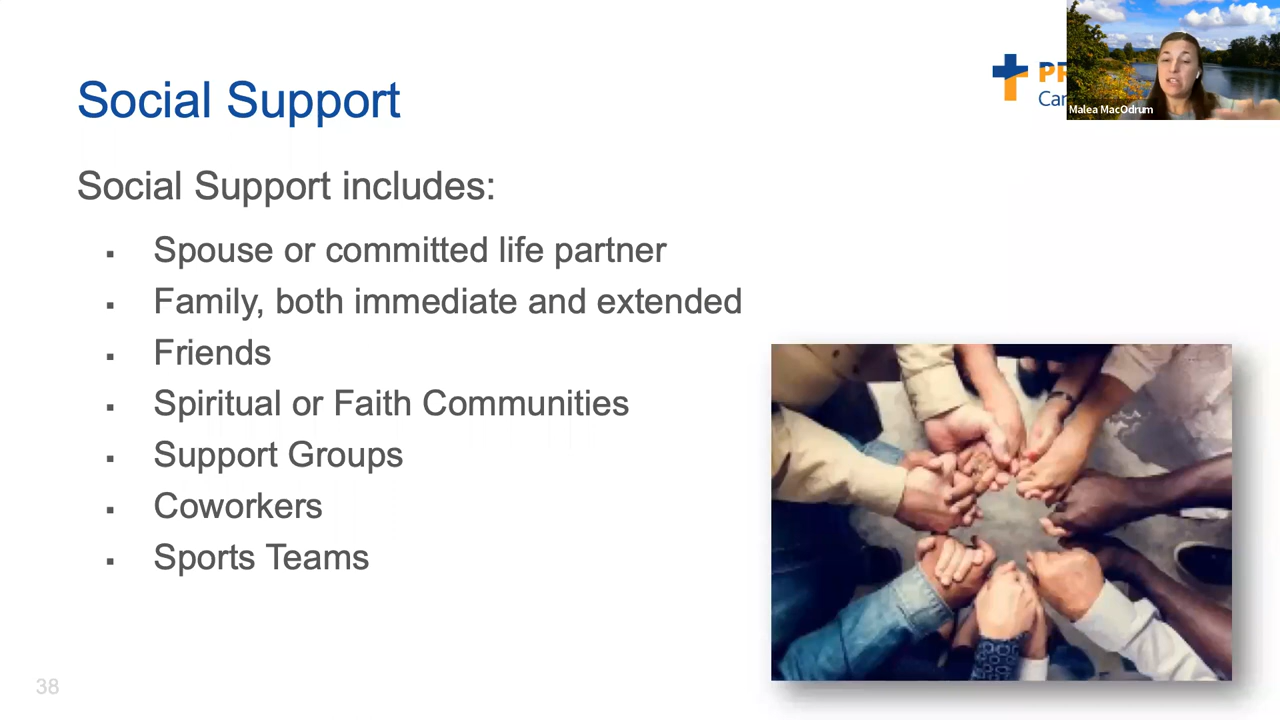 Social Support
Malea MacOdrum
Social Support includes:
▪ Spouse or committed life partner
▪ Family, both immediate and extended
▪ Friends
▪ Spiritual or Faith Communities
▪ Support Groups
▪ Coworkers
▪ Sports Teams
38